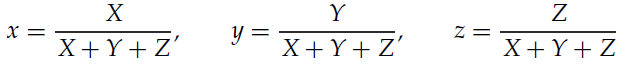 x = X / (X + Y + Z), y = Y / (X + Y + Z), z = Z / (X + Y + Z)